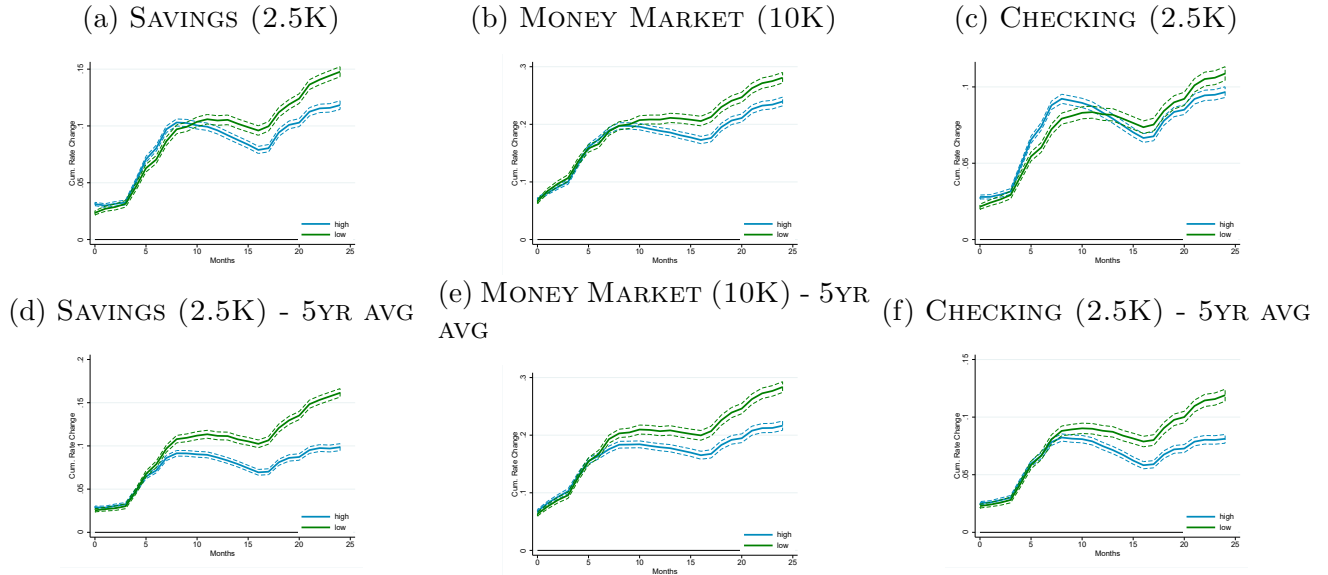 (a) SAVINGS (2.5K)
(b) MONEY MARKET (10K)
(c) CHECKING (2.5K)
Cum. Rate Change
0
.05
.1
.15
0
5
10
15
20
25
Months
high
low
Cum. Rate Change
0
.1
.2
.3
0
5
10
15
20
25
Months
high
low
Cum. Rate Change
0
.05
.1
0
5
10
15
20
25
Months
high
low
(d) SAVINGS (2.5K) - 5YR AVG
(e) MONEY MARKET (10K) - 5YR
AVG
(f) CHECKING (2.5K) - 5YR AVG
Cum. Rate Change
0
.05
.1
.15
.2
0
5
10
15
20
25
Months
high
low
Cum. Rate Change
0
.1
.2
.3
0
5
10
15
20
25
Months
high
low
Cum. Rate Change
0
.05
.1
.15
0
5
10
15
20
25
Months
high
low